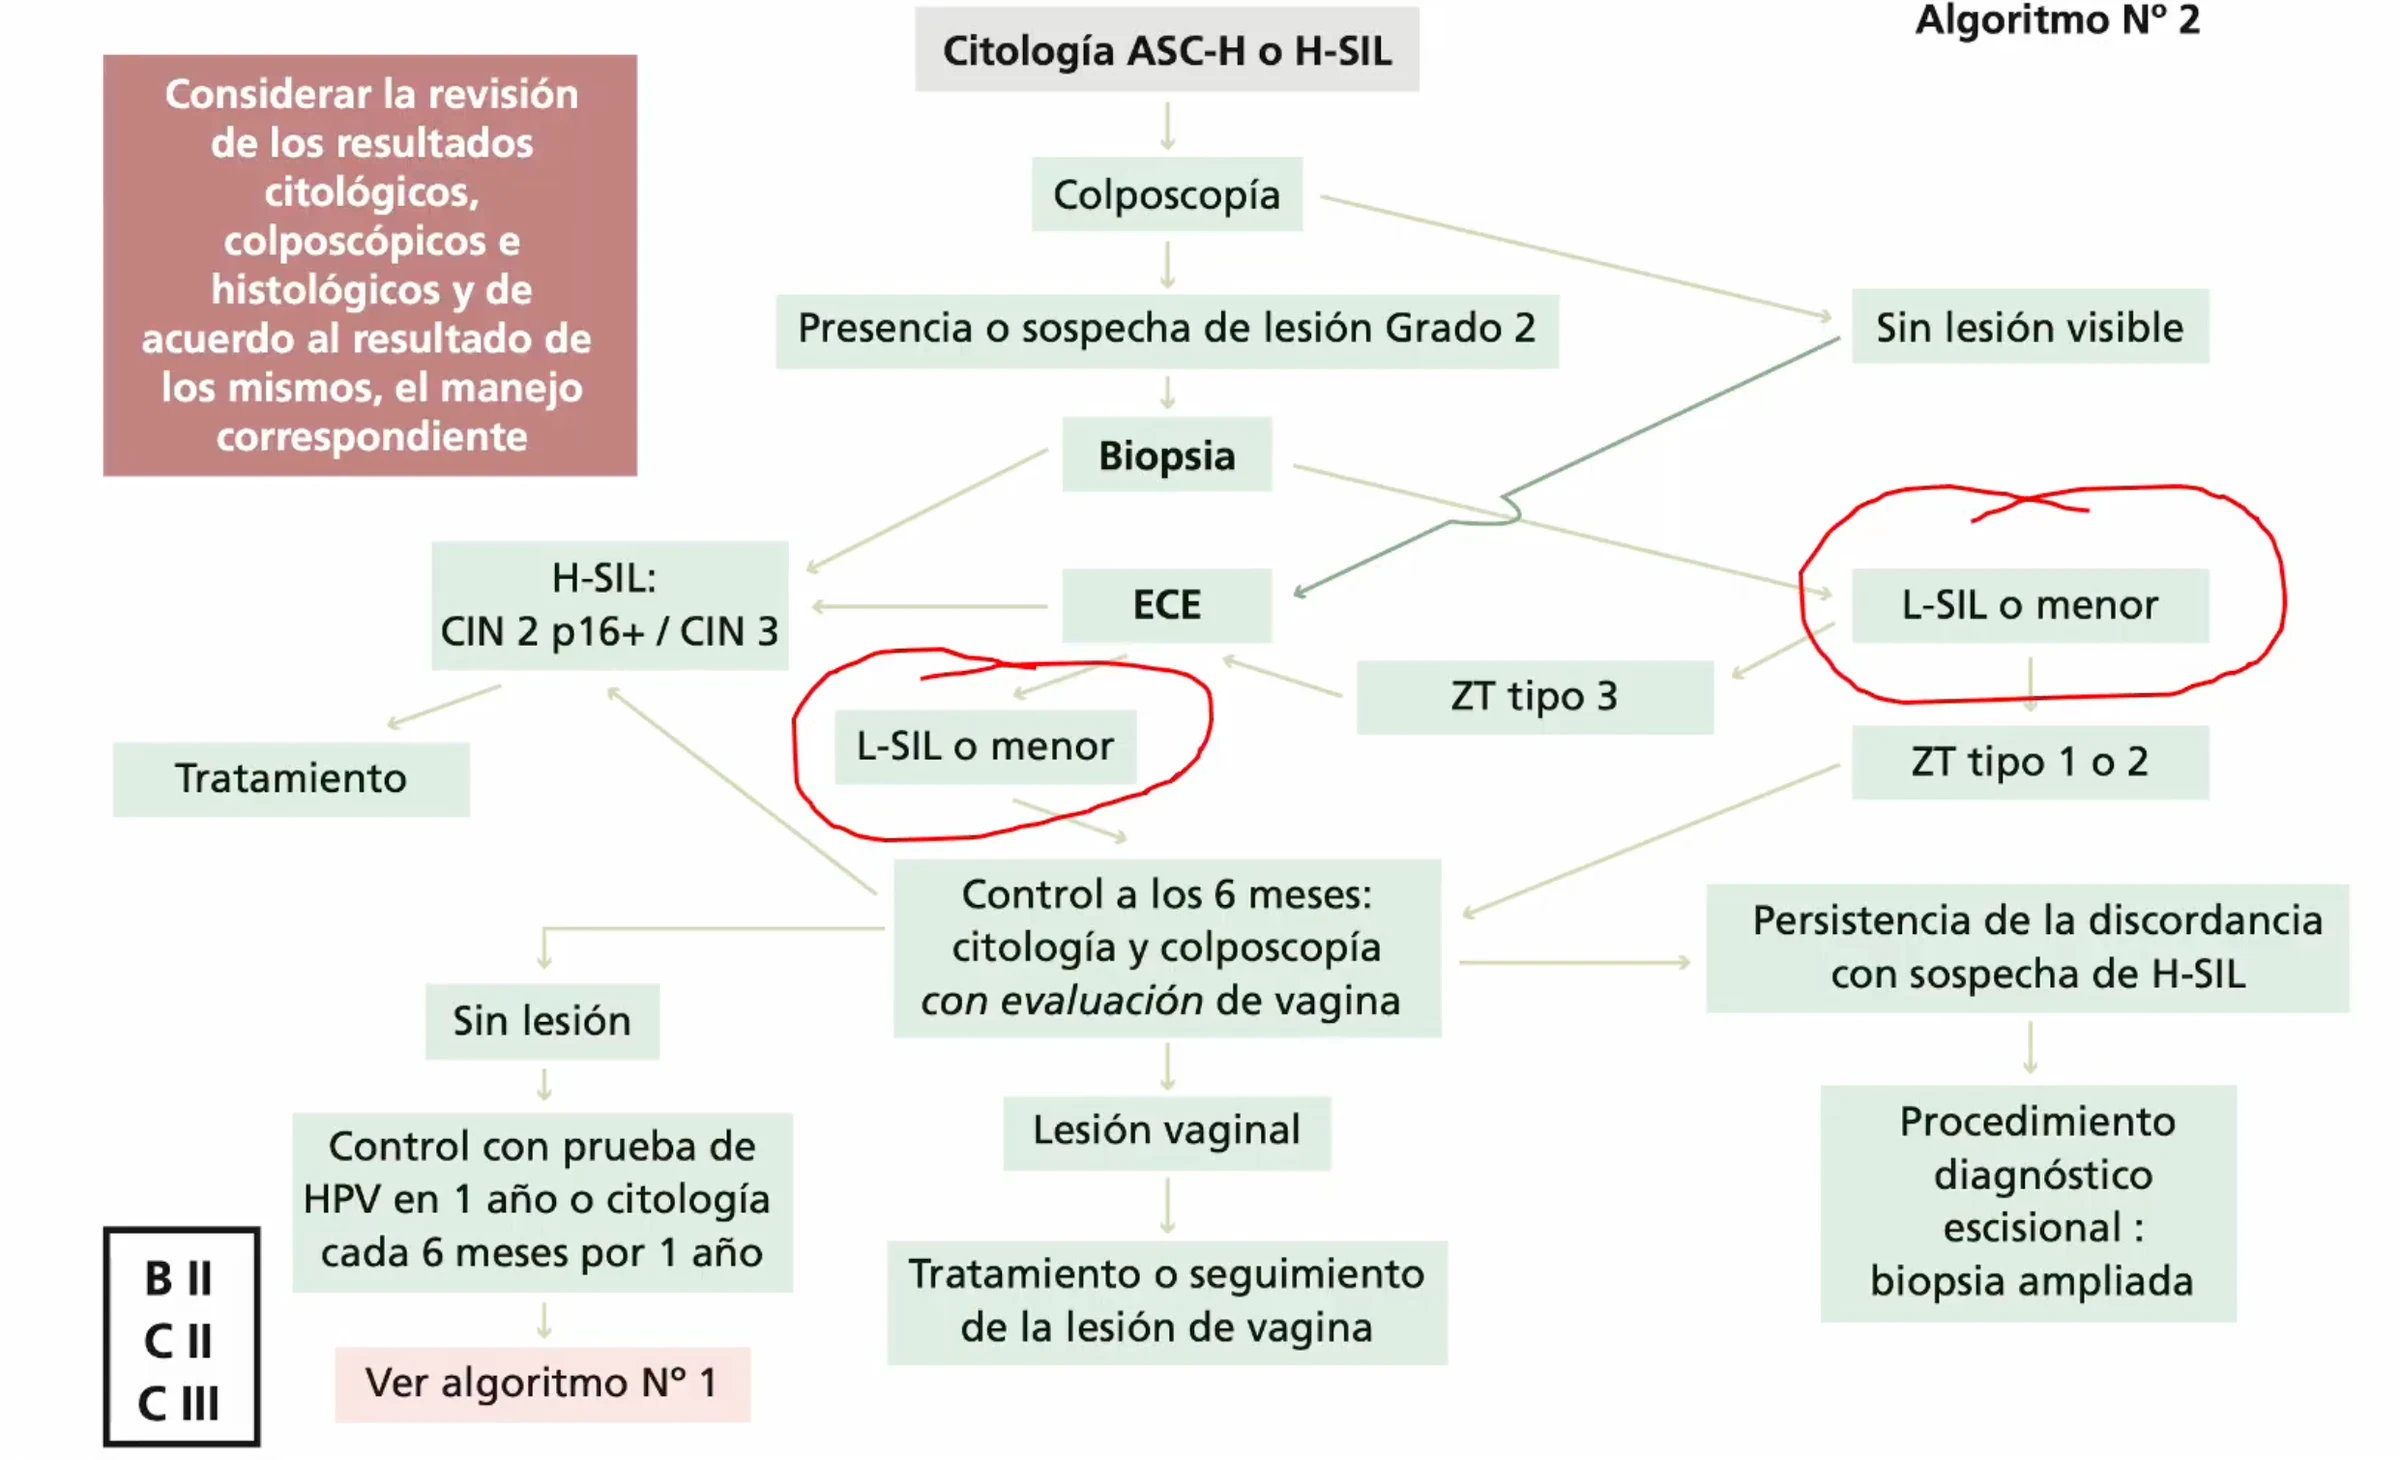 Algoritmo Nº 2
Citología ASC-H o H-SIL
Considerar la revisión
de los resultados
citológicos,
colposcópicos e
histológicos y de
acuerdo al resultado de
los mismos, el manejo
correspondiente
Colposcopía
Presencia o sospecha de lesión Grado 2
Sin lesión visible
Biopsia
H-SIL:
CIN 2 p16+ / CIN 3
ECE
L-SIL o menor
ZT tipo 3
L-SIL o menor
ZT tipo 1 o 2
Tratamiento
Control a los 6 meses:
citología y colposcopía
con evaluación de vagina
Persistencia de la discordancia
con sospecha de H-SIL
Sin lesión
Lesión vaginal
Procedimiento
diagnóstico
escisional :
biopsia ampliada
Control con prueba de
HPV en 1 año o citología
cada 6 meses por 1 año
Tratamiento o seguimiento
de la lesión de vagina
Ver algoritmo Nº 1
B II
C II
C III